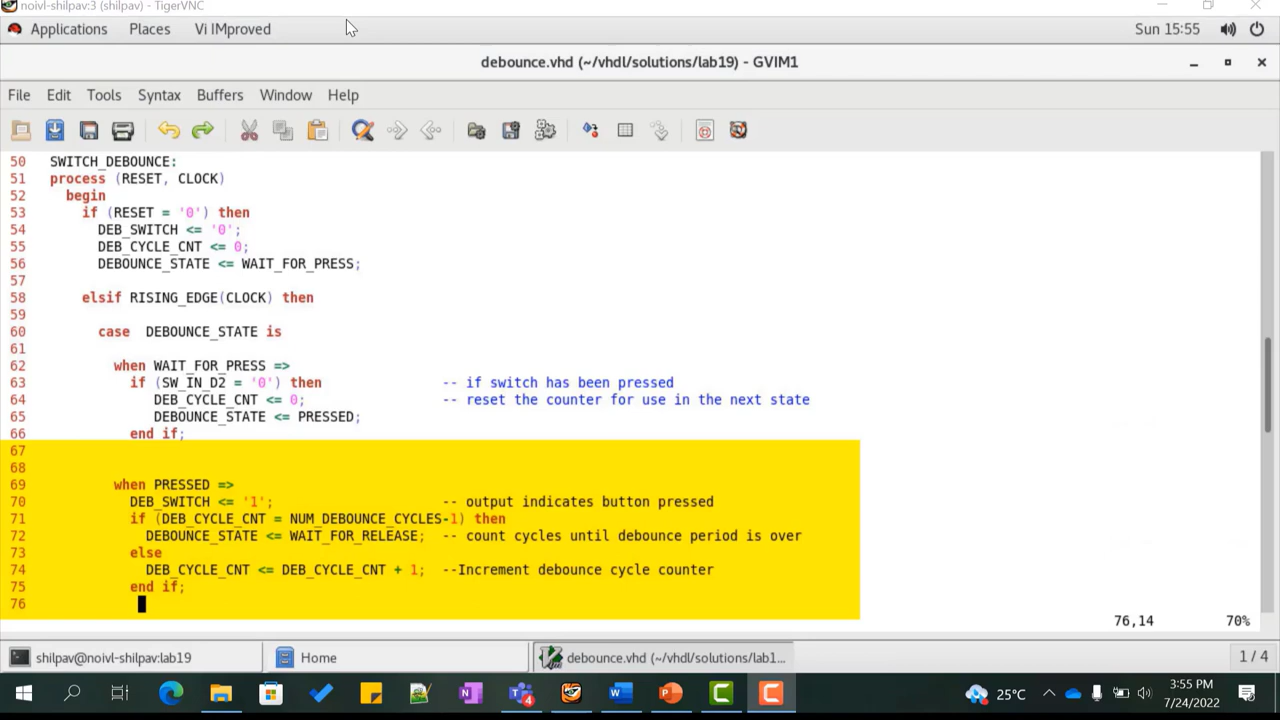 noivl-shilpav:3 (shilpav) - TigerVNC
Applications Places Vi IMproved Sun 15:55
debounce.vhd (~/vhdl/solutions/lab19) - GVIM1
File Edit Tools Syntax Buffers Window Help
50 SWITCH_DEBOUNCE:
51 process (RESET, CLOCK)
52 begin
53 if (RESET = '0') then
54 DEB_SWITCH <= '0';
55 DEB_CYCLE_CNT <= 0;
56 DEBOUNCE_STATE <= WAIT_FOR_PRESS;
57
58 elsif RISING_EDGE(CLOCK) then
59
60 case DEBOUNCE_STATE is
61
62 when WAIT_FOR_PRESS =>
63 if (SW_IN_D2 = '0') then -- if switch has been pressed
64 DEB_CYCLE_CNT <= 0; -- reset the counter for use in the next state
65 DEBOUNCE_STATE <= PRESSED;
66 end if;
67
68
69 when PRESSED =>
70 DEB_SWITCH <= '1'; -- output indicates button pressed
71 if (DEB_CYCLE_CNT = NUM_DEBOUNCE_CYCLES-1) then
72 DEBOUNCE_STATE <= WAIT_FOR_RELEASE; -- count cycles until debounce period is over
73 else
74 DEB_CYCLE_CNT <= DEB_CYCLE_CNT + 1; --Increment debounce cycle counter
75 end if;
76
76,14 70%
shilpav@noivl-shilpav:lab19 Home debounce.vhd (~/vhdl/solutions/lab1... 1 / 4
4 25°C 3:55 PM
7/24/2022